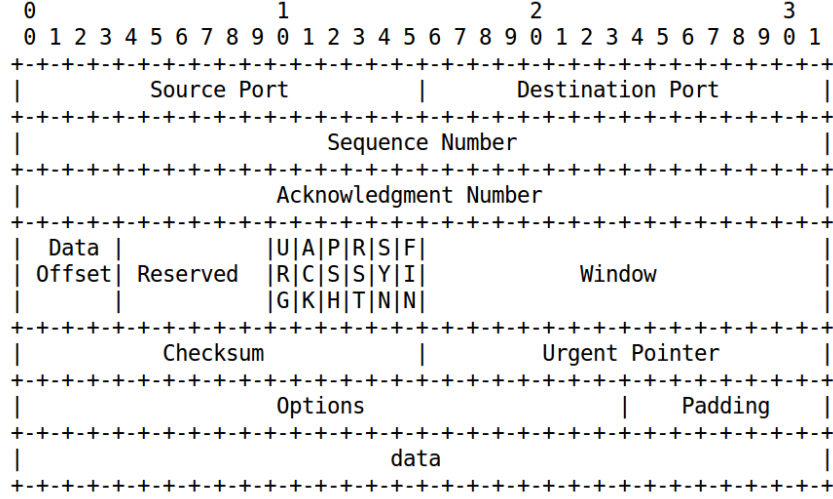 0                   1                   2                   3
 0 1 2 3 4 5 6 7 8 9 0 1 2 3 4 5 6 7 8 9 0 1 2 3 4 5 6 7 8 9 0 1
+-+-+-+-+-+-+-+-+-+-+-+-+-+-+-+-+-+-+-+-+-+-+-+-+-+-+-+-+-+-+-+-+
|          Source Port          |       Destination Port        |
+-+-+-+-+-+-+-+-+-+-+-+-+-+-+-+-+-+-+-+-+-+-+-+-+-+-+-+-+-+-+-+-+
|                        Sequence Number                        |
+-+-+-+-+-+-+-+-+-+-+-+-+-+-+-+-+-+-+-+-+-+-+-+-+-+-+-+-+-+-+-+-+
|                    Acknowledgment Number                      |
+-+-+-+-+-+-+-+-+-+-+-+-+-+-+-+-+-+-+-+-+-+-+-+-+-+-+-+-+-+-+-+-+
|  Data |           |U|A|P|R|S|F|                               |
| Offset| Reserved  |R|C|S|S|Y|I|            Window             |
|       |           |G|K|H|T|N|N|                               |
+-+-+-+-+-+-+-+-+-+-+-+-+-+-+-+-+-+-+-+-+-+-+-+-+-+-+-+-+-+-+-+-+
|           Checksum            |         Urgent Pointer        |
+-+-+-+-+-+-+-+-+-+-+-+-+-+-+-+-+-+-+-+-+-+-+-+-+-+-+-+-+-+-+-+-+
|                    Options                    |    Padding    |
+-+-+-+-+-+-+-+-+-+-+-+-+-+-+-+-+-+-+-+-+-+-+-+-+-+-+-+-+-+-+-+-+
|                             data                              |
+-+-+-+-+-+-+-+-+-+-+-+-+-+-+-+-+-+-+-+-+-+-+-+-+-+-+-+-+-+-+-+-+